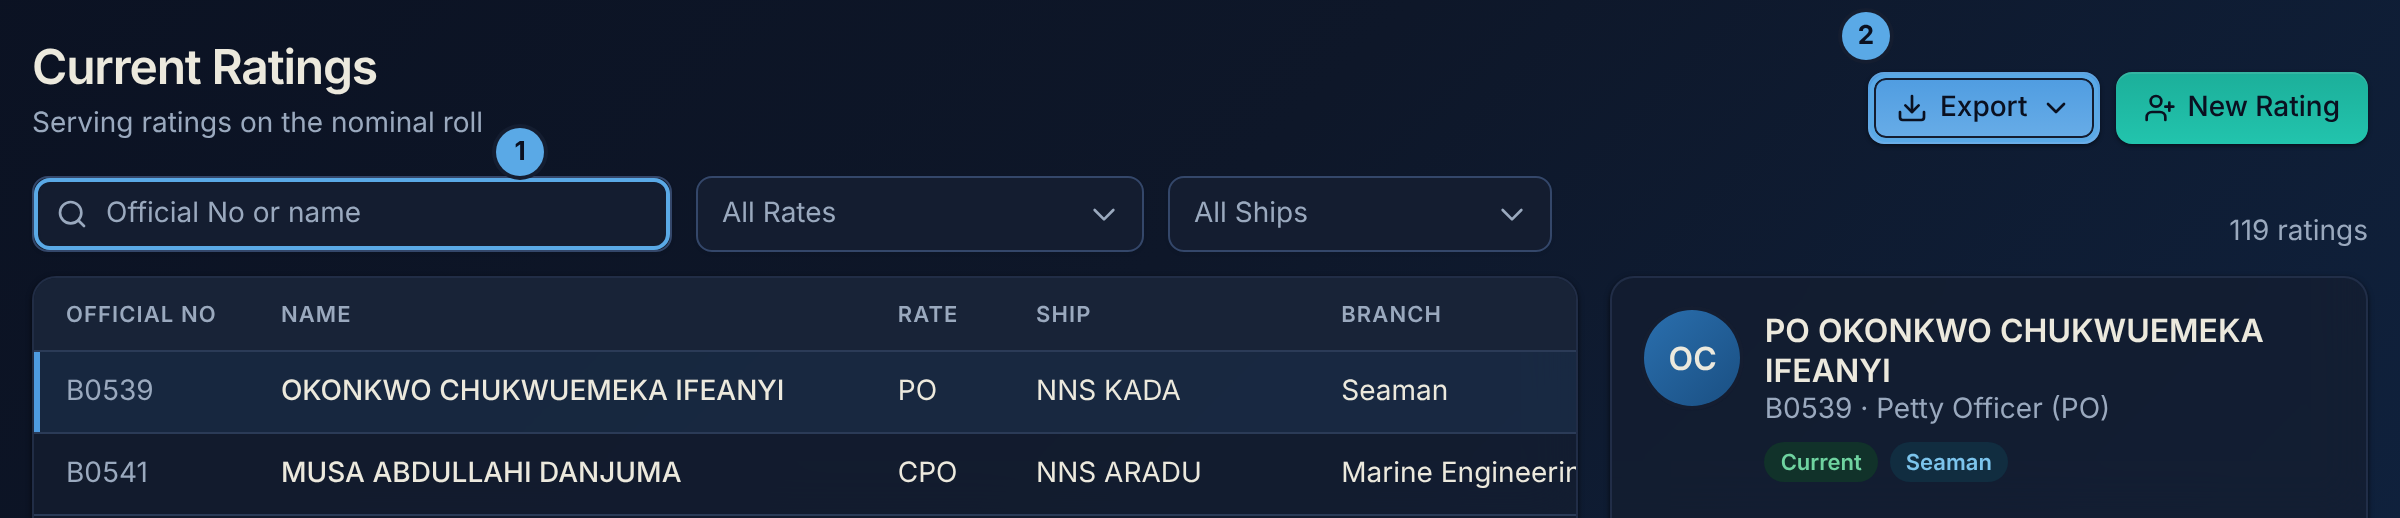 Current Ratings
Serving ratings on the nominal roll
1
2
Export
New Rating
Official No or name
All Rates
All Ships
119 ratings
OFFICIAL NO NAME RATE SHIP BRANCH
B0539 OKONKWO CHUKWUEMEKA IFEANYI PO NNS KADA Seaman
B0541 MUSA ABDULLAHI DANJUMA CPO NNS ARADU Marine Engineerin
OC
PO OKONKWO CHUKWUEMEKA
IFEANYI
B0539 · Petty Officer (PO)
Current Seaman